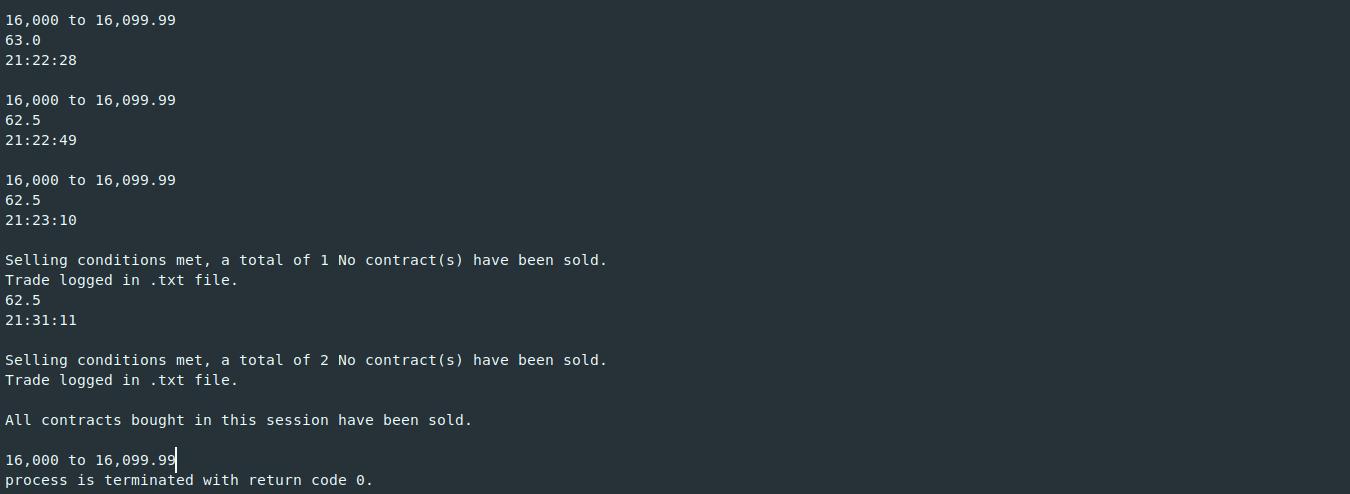 16,000 to 16,099.99
63.0
21:22:28
16,000 to 16,099.99
62.5
21:22:49
16,000 to 16,099.99
62.5
21:23:10
Selling conditions met, a total of 1 No contract(s) have been sold.
Trade logged in .txt file.
62.5
21:31:11
Selling conditions met, a total of 2 No contract(s) have been sold.
Trade logged in .txt file.
All contracts bought in this session have been sold.
16,000 to 16,099.99
process is terminated with return code 0.